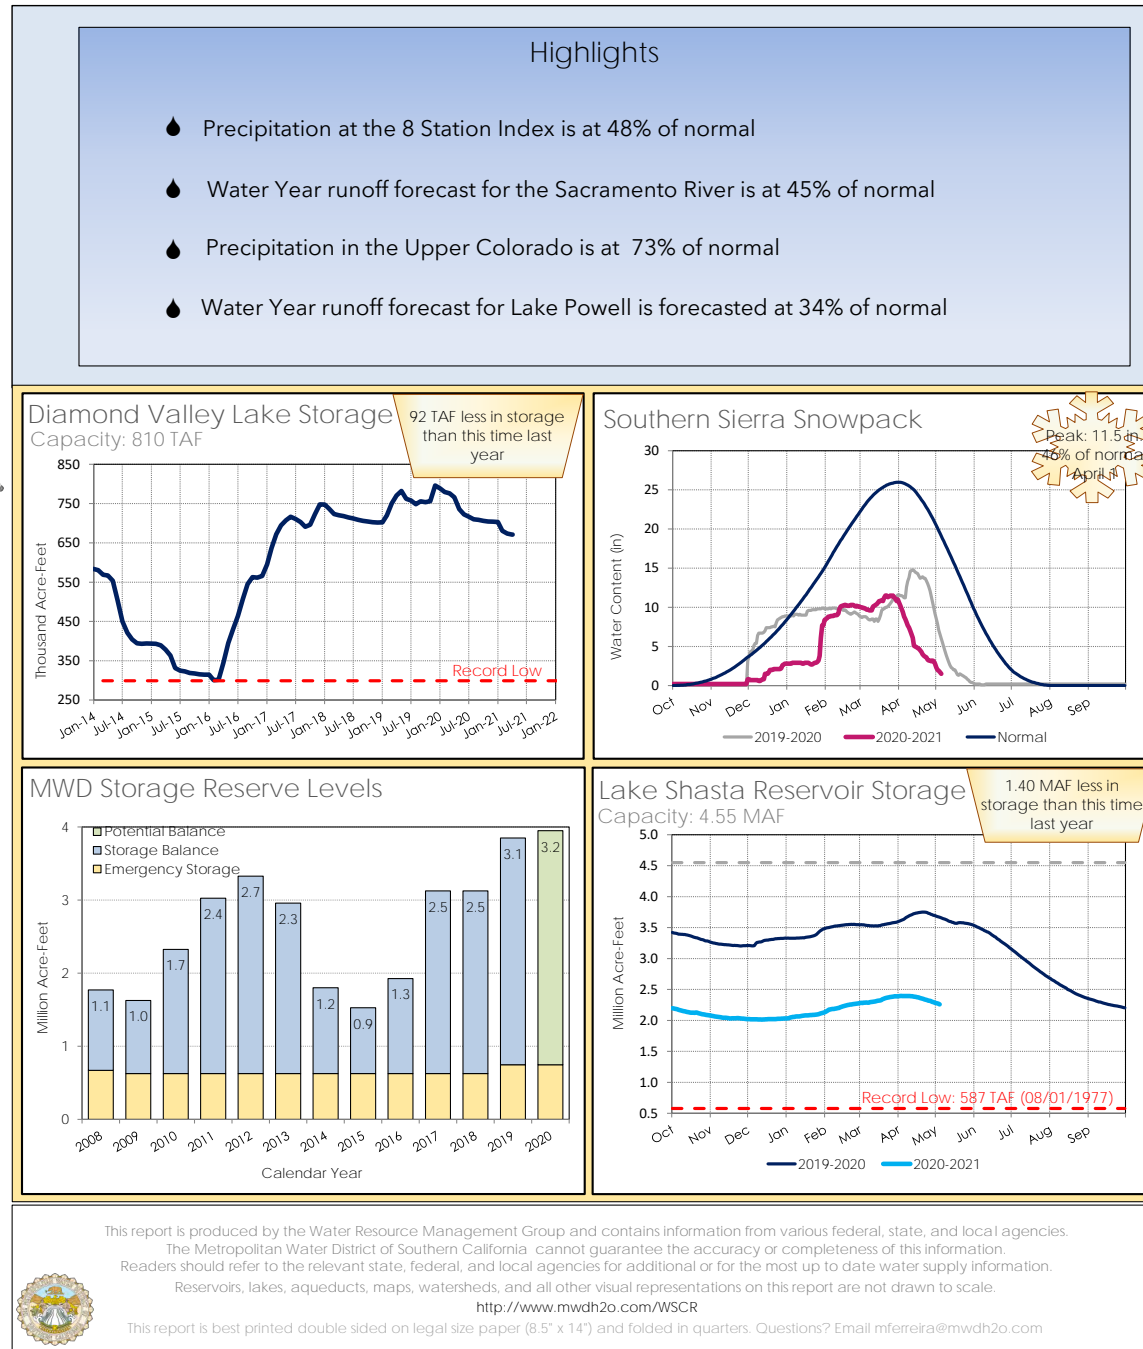 Highlights
Precipitation at the 8 Station Index is at 48% of normal
Water Year runoff forecast for the Sacramento River is at 45% of normal
Precipitation in the Upper Colorado is at 73% of normal
Water Year runoff forecast for Lake Powell is forecasted at 34% of normal
Diamond Valley Lake Storage
Capacity: 810 TAF
92 TAF less in storage
than this time last
year
850
750
650
550
450
350
250
Thousand Acre-Feet
Record Low
Jan-14
Jul-14
Jan-15
Jul-15
Jan-16
Jul-16
Jan-17
Jul-17
Jan-18
Jul-18
Jan-19
Jul-19
Jan-20
Jul-20
Jan-21
Jul-21
Jan-22
Southern Sierra Snowpack
Peak: 11.5 in.
46% of normal
April 1
30
25
20
15
10
5
0
Water Content (in)
Oct
Nov
Dec
Jan
Feb
Mar
Apr
May
Jun
Jul
Aug
Sep
2019-2020
2020-2021
Normal
MWD Storage Reserve Levels
Potential Balance
Storage Balance
Emergency Storage
4
3
2
1
0
Million Acre-Feet
1.1
1.0
1.7
2.4
2.7
2.3
1.2
0.9
1.3
2.5
2.5
3.1
3.2
2008
2009
2010
2011
2012
2013
2014
2015
2016
2017
2018
2019
2020
Calendar Year
Lake Shasta Reservoir Storage
Capacity: 4.55 MAF
1.40 MAF less in
storage than this time
last year
5.0
4.5
4.0
3.5
3.0
2.5
2.0
1.5
1.0
0.5
Million Acre-Feet
Record Low: 587 TAF (08/01/1977)
Oct
Nov
Dec
Jan
Feb
Mar
Apr
May
Jun
Jul
Aug
Sep
2019-2020
2020-2021
This report is produced by the Water Resource Management Group and contains information from various federal, state, and local agencies.
The Metropolitan Water District of Southern California cannot guarantee the accuracy or completeness of this information.
Readers should refer to the relevant state, federal, and local agencies for additional or for the most up to date water supply information.
Reservoirs, lakes, aqueducts, maps, watersheds, and all other visual representations on this report are not drawn to scale.
http://www.mwdh2o.com/WSCR
This report is best printed double sided on legal size paper (8.5" x 14") and folded in quarters. Questions? Email mferreira@mwdh2o.com